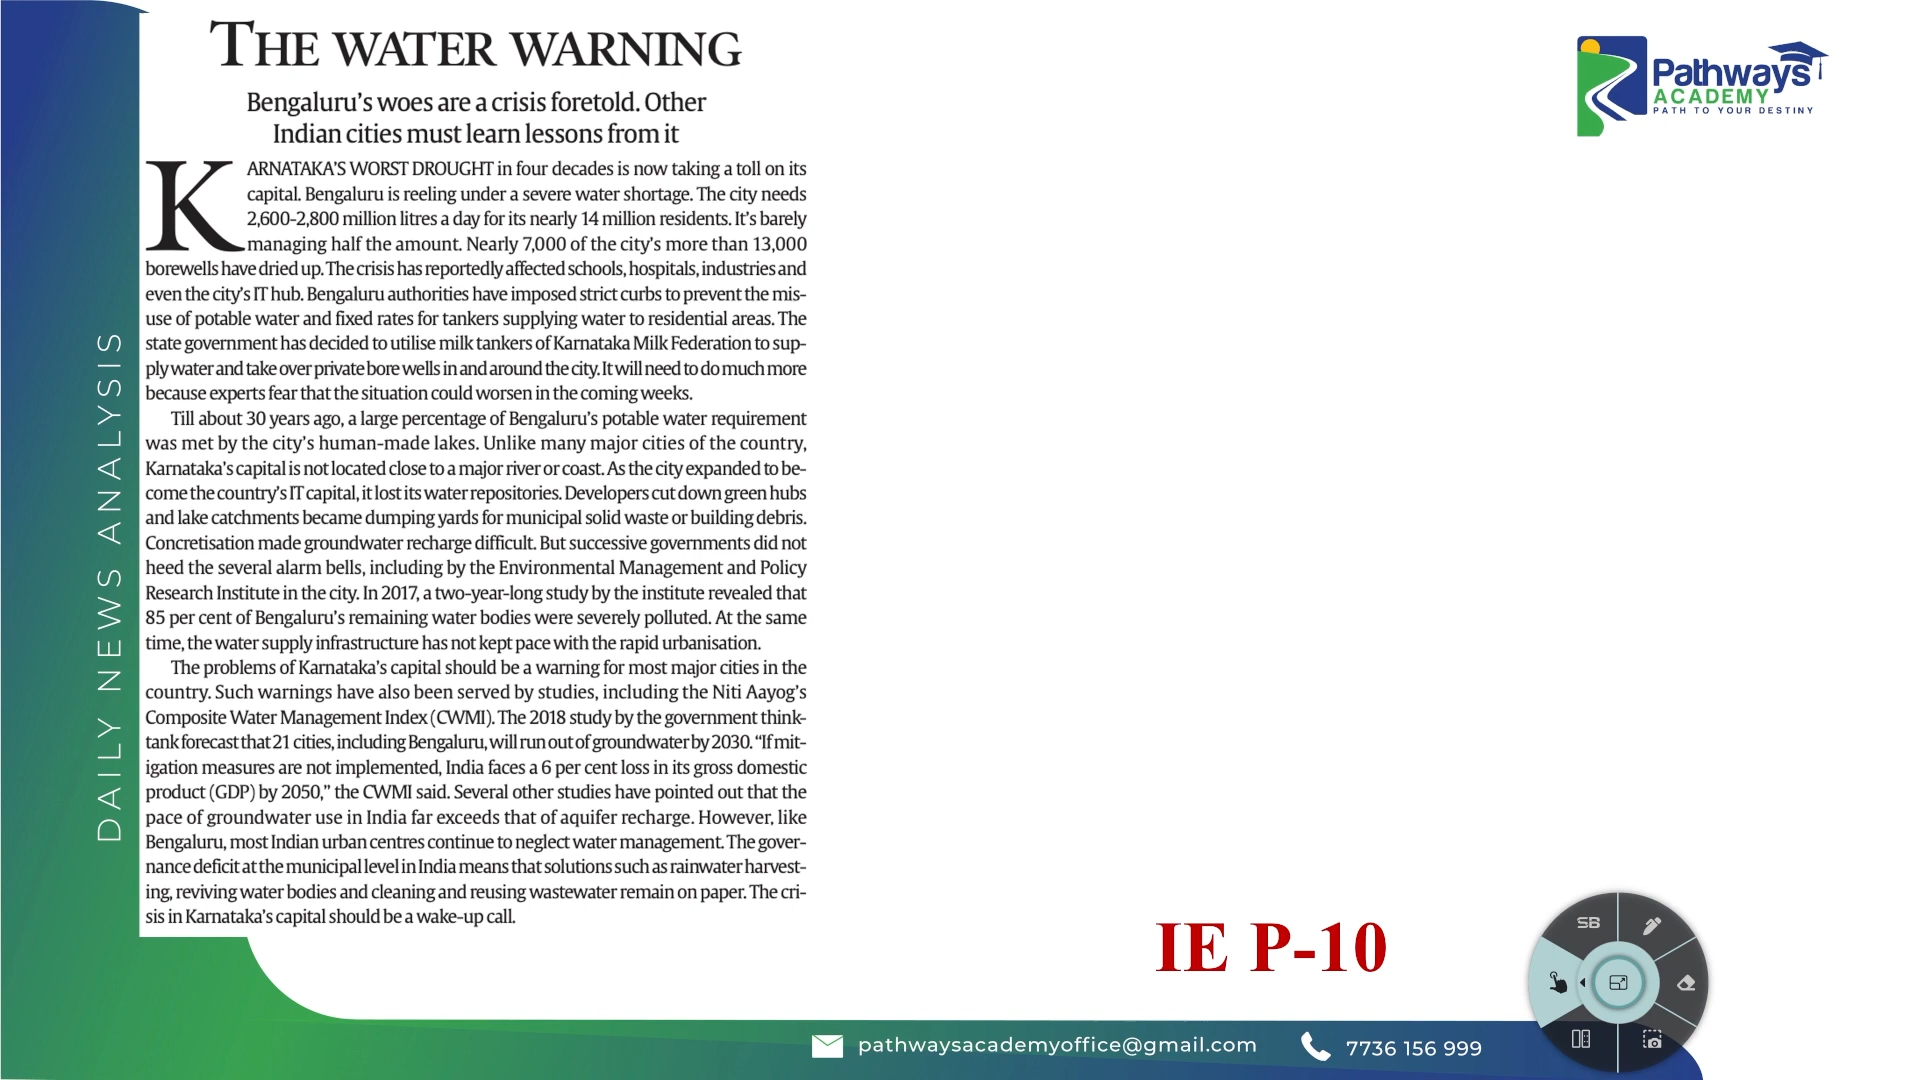 THE WATER WARNING
Bengaluru's woes are a crisis foretold. Other
Indian cities must learn lessons from it
KARNATAKA'S WORST DROUGHT in four decades is now taking a toll on its
capital. Bengaluru is reeling under a severe water shortage. The city needs
2,600-2,800 million litres a day for its nearly 14 million residents. It's barely
managing half the amount. Nearly 7,000 of the city's more than 13,000
borewells have dried up. The crisis has reportedly affected schools, hospitals, industries and
even the city's IT hub. Bengaluru authorities have imposed strict curbs to prevent the mis-
use of potable water and fixed rates for tankers supplying water to residential areas. The
state government has decided to utilise milk tankers of Karnataka Milk Federation to sup-
ply water and take over private bore wells in and around the city. It will need to do much more
because experts fear that the situation could worsen in the coming weeks.
Till about 30 years ago, a large percentage of Bengaluru's potable water requirement
was met by the city's human-made lakes. Unlike many major cities of the country,
Karnataka's capital is not located close to a major river or coast. As the city expanded to be-
come the country's IT capital, it lost its water repositories. Developers cut down green hubs
and lake catchments became dumping yards for municipal solid waste or building debris.
Concretisation made groundwater recharge difficult. But successive governments did not
heed the several alarm bells, including by the Environmental Management and Policy
Research Institute in the city. In 2017, a two-year-long study by the institute revealed that
85 per cent of Bengaluru's remaining water bodies were severely polluted. At the same
time, the water supply infrastructure has not kept pace with the rapid urbanisation.
The problems of Karnataka's capital should be a warning for most major cities in the
country. Such warnings have also been served by studies, including the Niti Aayog's
Composite Water Management Index (CWMI). The 2018 study by the government think-
tank forecast that 21 cities, including Bengaluru, will run out of groundwater by 2030. "If mit-
igation measures are not implemented, India faces a 6 per cent loss in its gross domestic
product (GDP) by 2050," the CWMI said. Several other studies have pointed out that the
pace of groundwater use in India far exceeds that of aquifer recharge. However, like
Bengaluru, most Indian urban centres continue to neglect water management. The gover-
nance deficit at the municipal level in India means that solutions such as rainwater harvest-
ing, reviving water bodies and cleaning and reusing wastewater remain on paper. The cri-
sis in Karnataka's capital should be a wake-up call.
DAILY NEWS ANALYSIS
Pathways
ACADEMY
PATH TO YOUR DESTINY
IE P-10
SB
pathwaysacademyoffice@gmail.com
7736 156 999